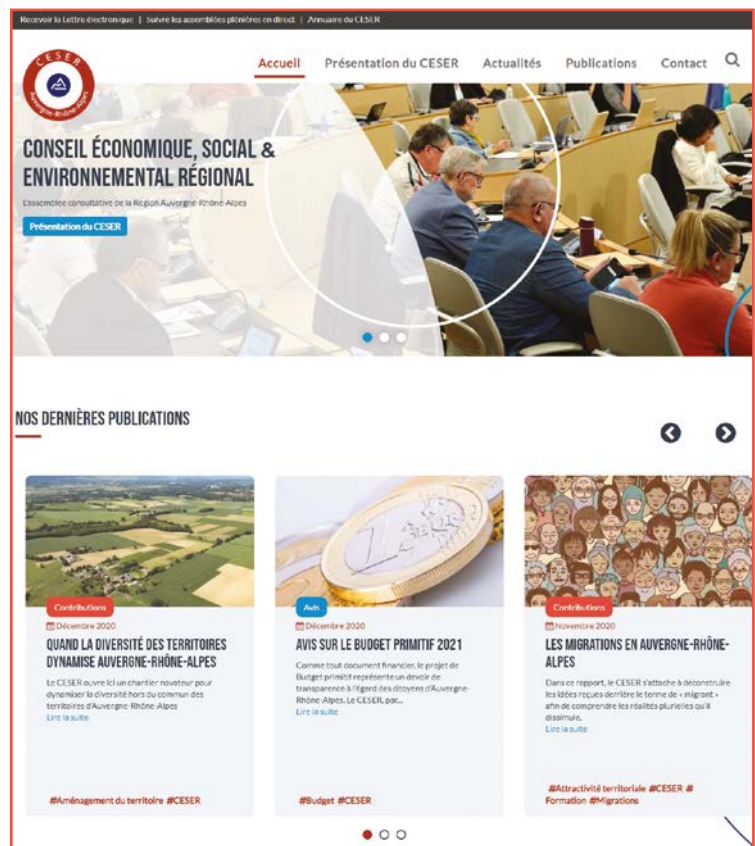 Recevoir la Lettre électronique | Suivre les assemblées plénières en direct | Annuaire du CESER
CESER
Auvergne-Rhône-Alpes
Accueil Présentation du CESER Actualités Publications Contact
CONSEIL ÉCONOMIQUE, SOCIAL &
ENVIRONNEMENTAL RÉGIONAL
L'assemblée consultative de la Région Auvergne-Rhône-Alpes
Présentation du CESER
NOS DERNIÈRES PUBLICATIONS
Contributions
Décembre 2020
QUAND LA DIVERSITÉ DES TERRITOIRES
DYNAMISE AUVERGNE-RHÔNE-ALPES
Le CESER ouvre ici un chantier novateur pour
dynamiser la diversité hors du commun des
territoires d'Auvergne-Rhône-Alpes
Lire la suite
#Aménagement du territoire #CESER
Avis
Décembre 2020
AVIS SUR LE BUDGET PRIMITIF 2021
Comme tout document financier, le projet de
Budget primitif représente un devoir de
transparence à l'égard des citoyens d'Auvergne-
Rhône-Alpes. Le CESER, par...
Lire la suite
#Budget #CESER
Contributions
Novembre 2020
LES MIGRATIONS EN AUVERGNE-RHÔNE-
ALPES
Dans ce rapport, le CESER s'attache à déconstruire
les idées reçues derrière le terme de « migrant »
afin de comprendre les réalités plurielles qu'il
dissimule.
Lire la suite
#Attractivité territoriale #CESER #
Formation #Migrations